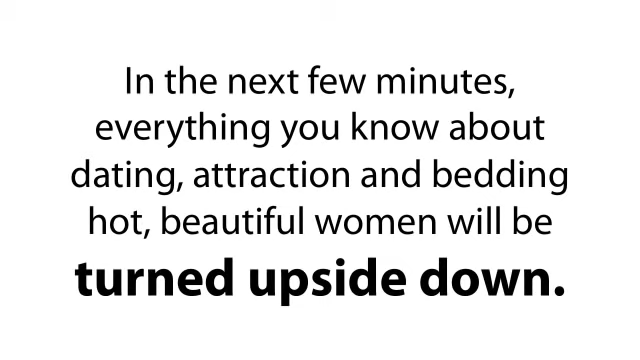 In the next few minutes,
everything you know about
dating, attraction and bedding
hot, beautiful women will be
turned upside down.